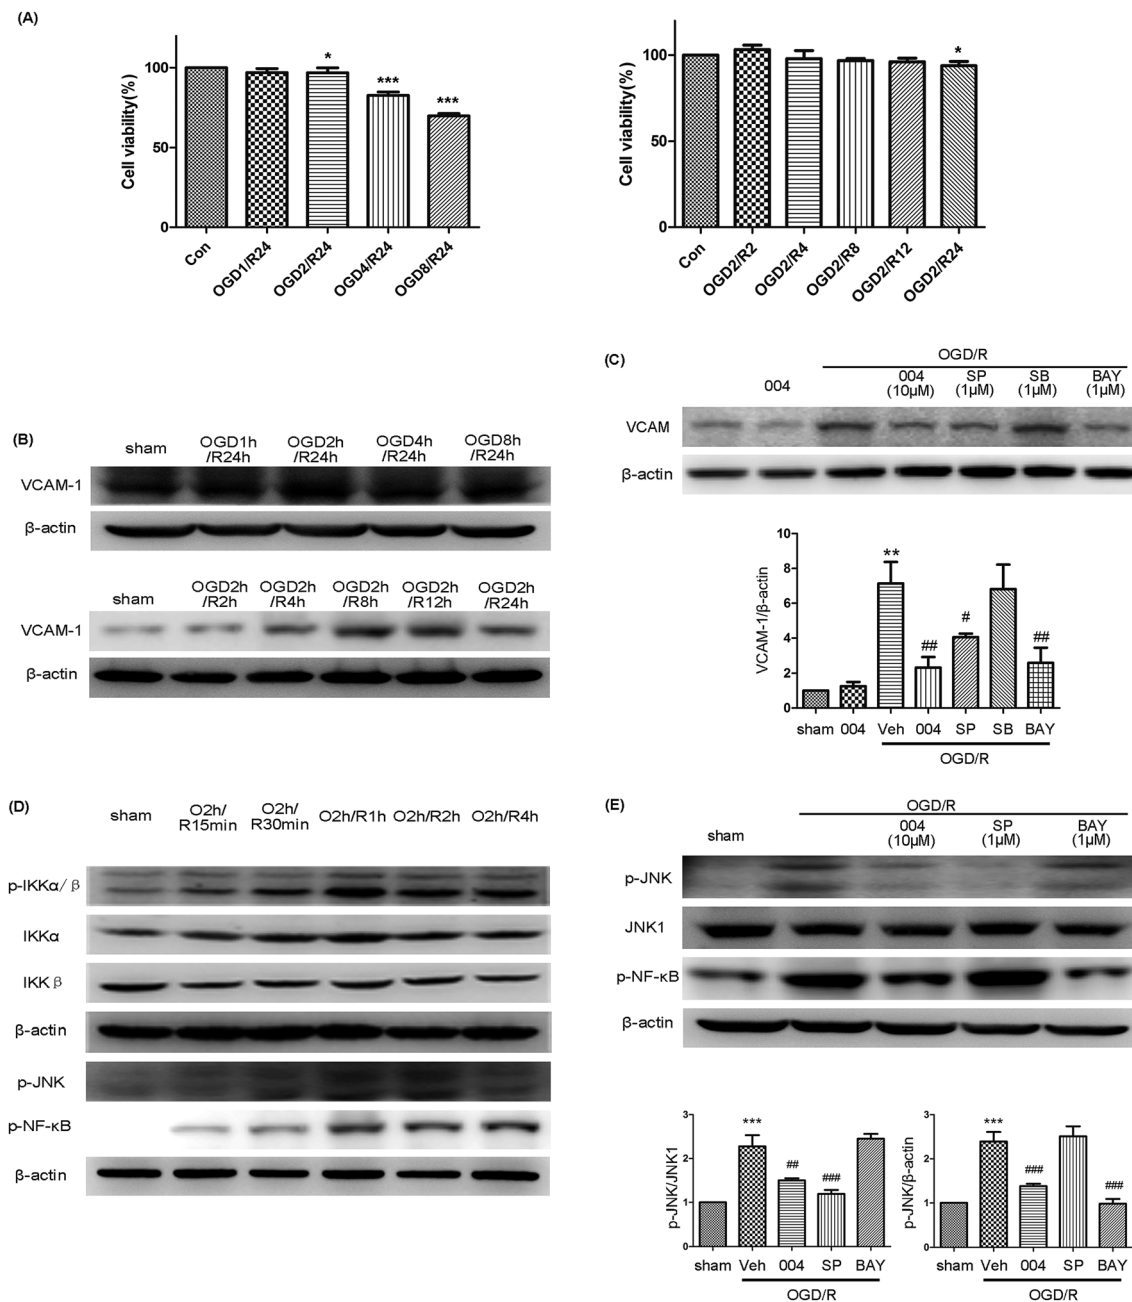 (A)
Cell viability(%)
100
50
0
*
***
***
Con
OGD1/R24
OGD2/R24
OGD4/R24
OGD8/R24
Cell viability(%)
100
50
0
*
Con
OGD2/R2
OGD2/R4
OGD2/R8
OGD2/R12
OGD2/R24
(B)
sham OGD1h/R24h OGD2h/R24h OGD4h/R24h OGD8h/R24h
VCAM-1
β-actin
sham OGD2h/R2h OGD2h/R4h OGD2h/R8h OGD2h/R12h OGD2h/R24h
VCAM-1
β-actin
(C)
OGD/R
004 004 (10μM) SP (1μM) SB (1μM) BAY (1μM)
VCAM
β-actin
VCAM-1/β-actin
10
8
6
4
2
0
**
##
#
##
sham 004 Veh 004 SP SB BAY
OGD/R
(D)
sham O2h/R15min O2h/R30min O2h/R1h O2h/R2h O2h/R4h
p-IKKα/β
IKKα
IKKβ
β-actin
p-JNK
p-NF-κB
β-actin
(E)
OGD/R
sham 004 (10μM) SP (1μM) BAY (1μM)
p-JNK
JNK1
p-NF-κB
β-actin
p-JNK/JNK1
3
2
1
0
***
##
###
sham Veh 004 SP BAY
OGD/R
p-JNK/β-actin
3
2
1
0
***
###
###
sham Veh 004 SP BAY
OGD/R